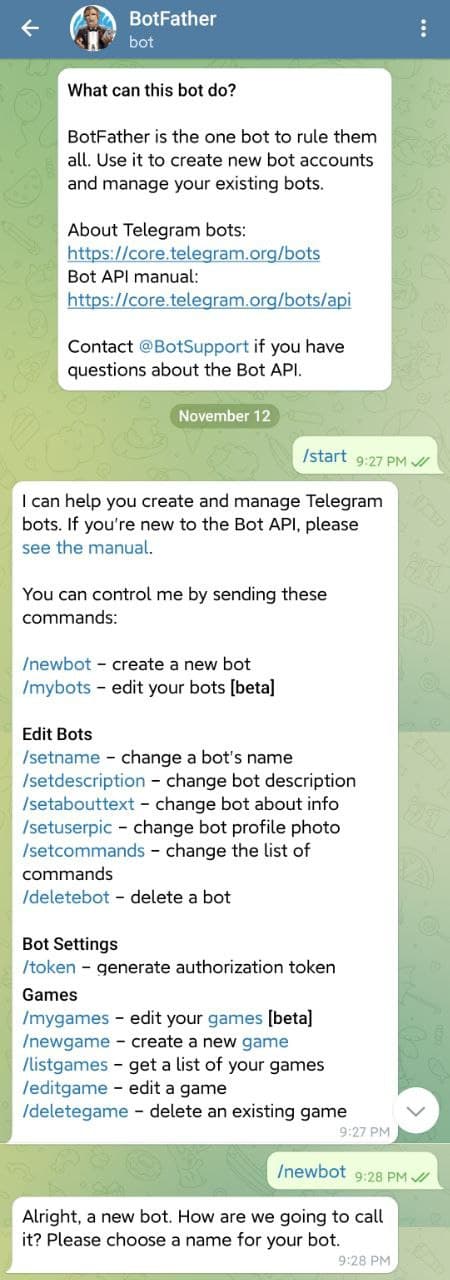 BotFather
bot
What can this bot do?
BotFather is the one bot to rule them
all. Use it to create new bot accounts
and manage your existing bots.
About Telegram bots:
https://core.telegram.org/bots
Bot API manual:
https://core.telegram.org/bots/api
Contact @BotSupport if you have
questions about the Bot API.
November 12
/start 9:27 PM
I can help you create and manage Telegram
bots. If you're new to the Bot API, please
see the manual.
You can control me by sending these
commands:
/newbot – create a new bot
/mybots – edit your bots [beta]
Edit Bots
/setname – change a bot's name
/setdescription – change bot description
/setabouttext – change bot about info
/setuserpic – change bot profile photo
/setcommands – change the list of
commands
/deletebot – delete a bot
Bot Settings
/token – generate authorization token
Games
/mygames – edit your games [beta]
/newgame – create a new game
/listgames – get a list of your games
/editgame – edit a game
/deletegame – delete an existing game
9:27 PM
/newbot 9:28 PM
Alright, a new bot. How are we going to call
it? Please choose a name for your bot.
9:28 PM